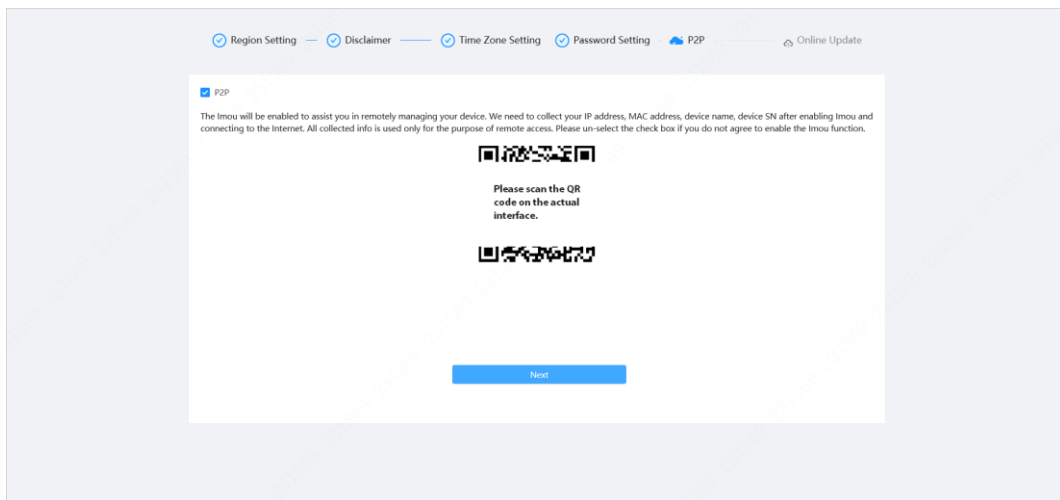 Region Setting Disclaimer Time Zone Setting Password Setting P2P Online Update
P2P
The Imou will be enabled to assist you in remotely managing your device. We need to collect your IP address, MAC address, device name, device SN after enabling Imou and
connecting to the Internet. All collected info is used only for the purpose of remote access. Please un-select the check box if you do not agree to enable the Imou function.
Please scan the QR
code on the actual
interface.
Next